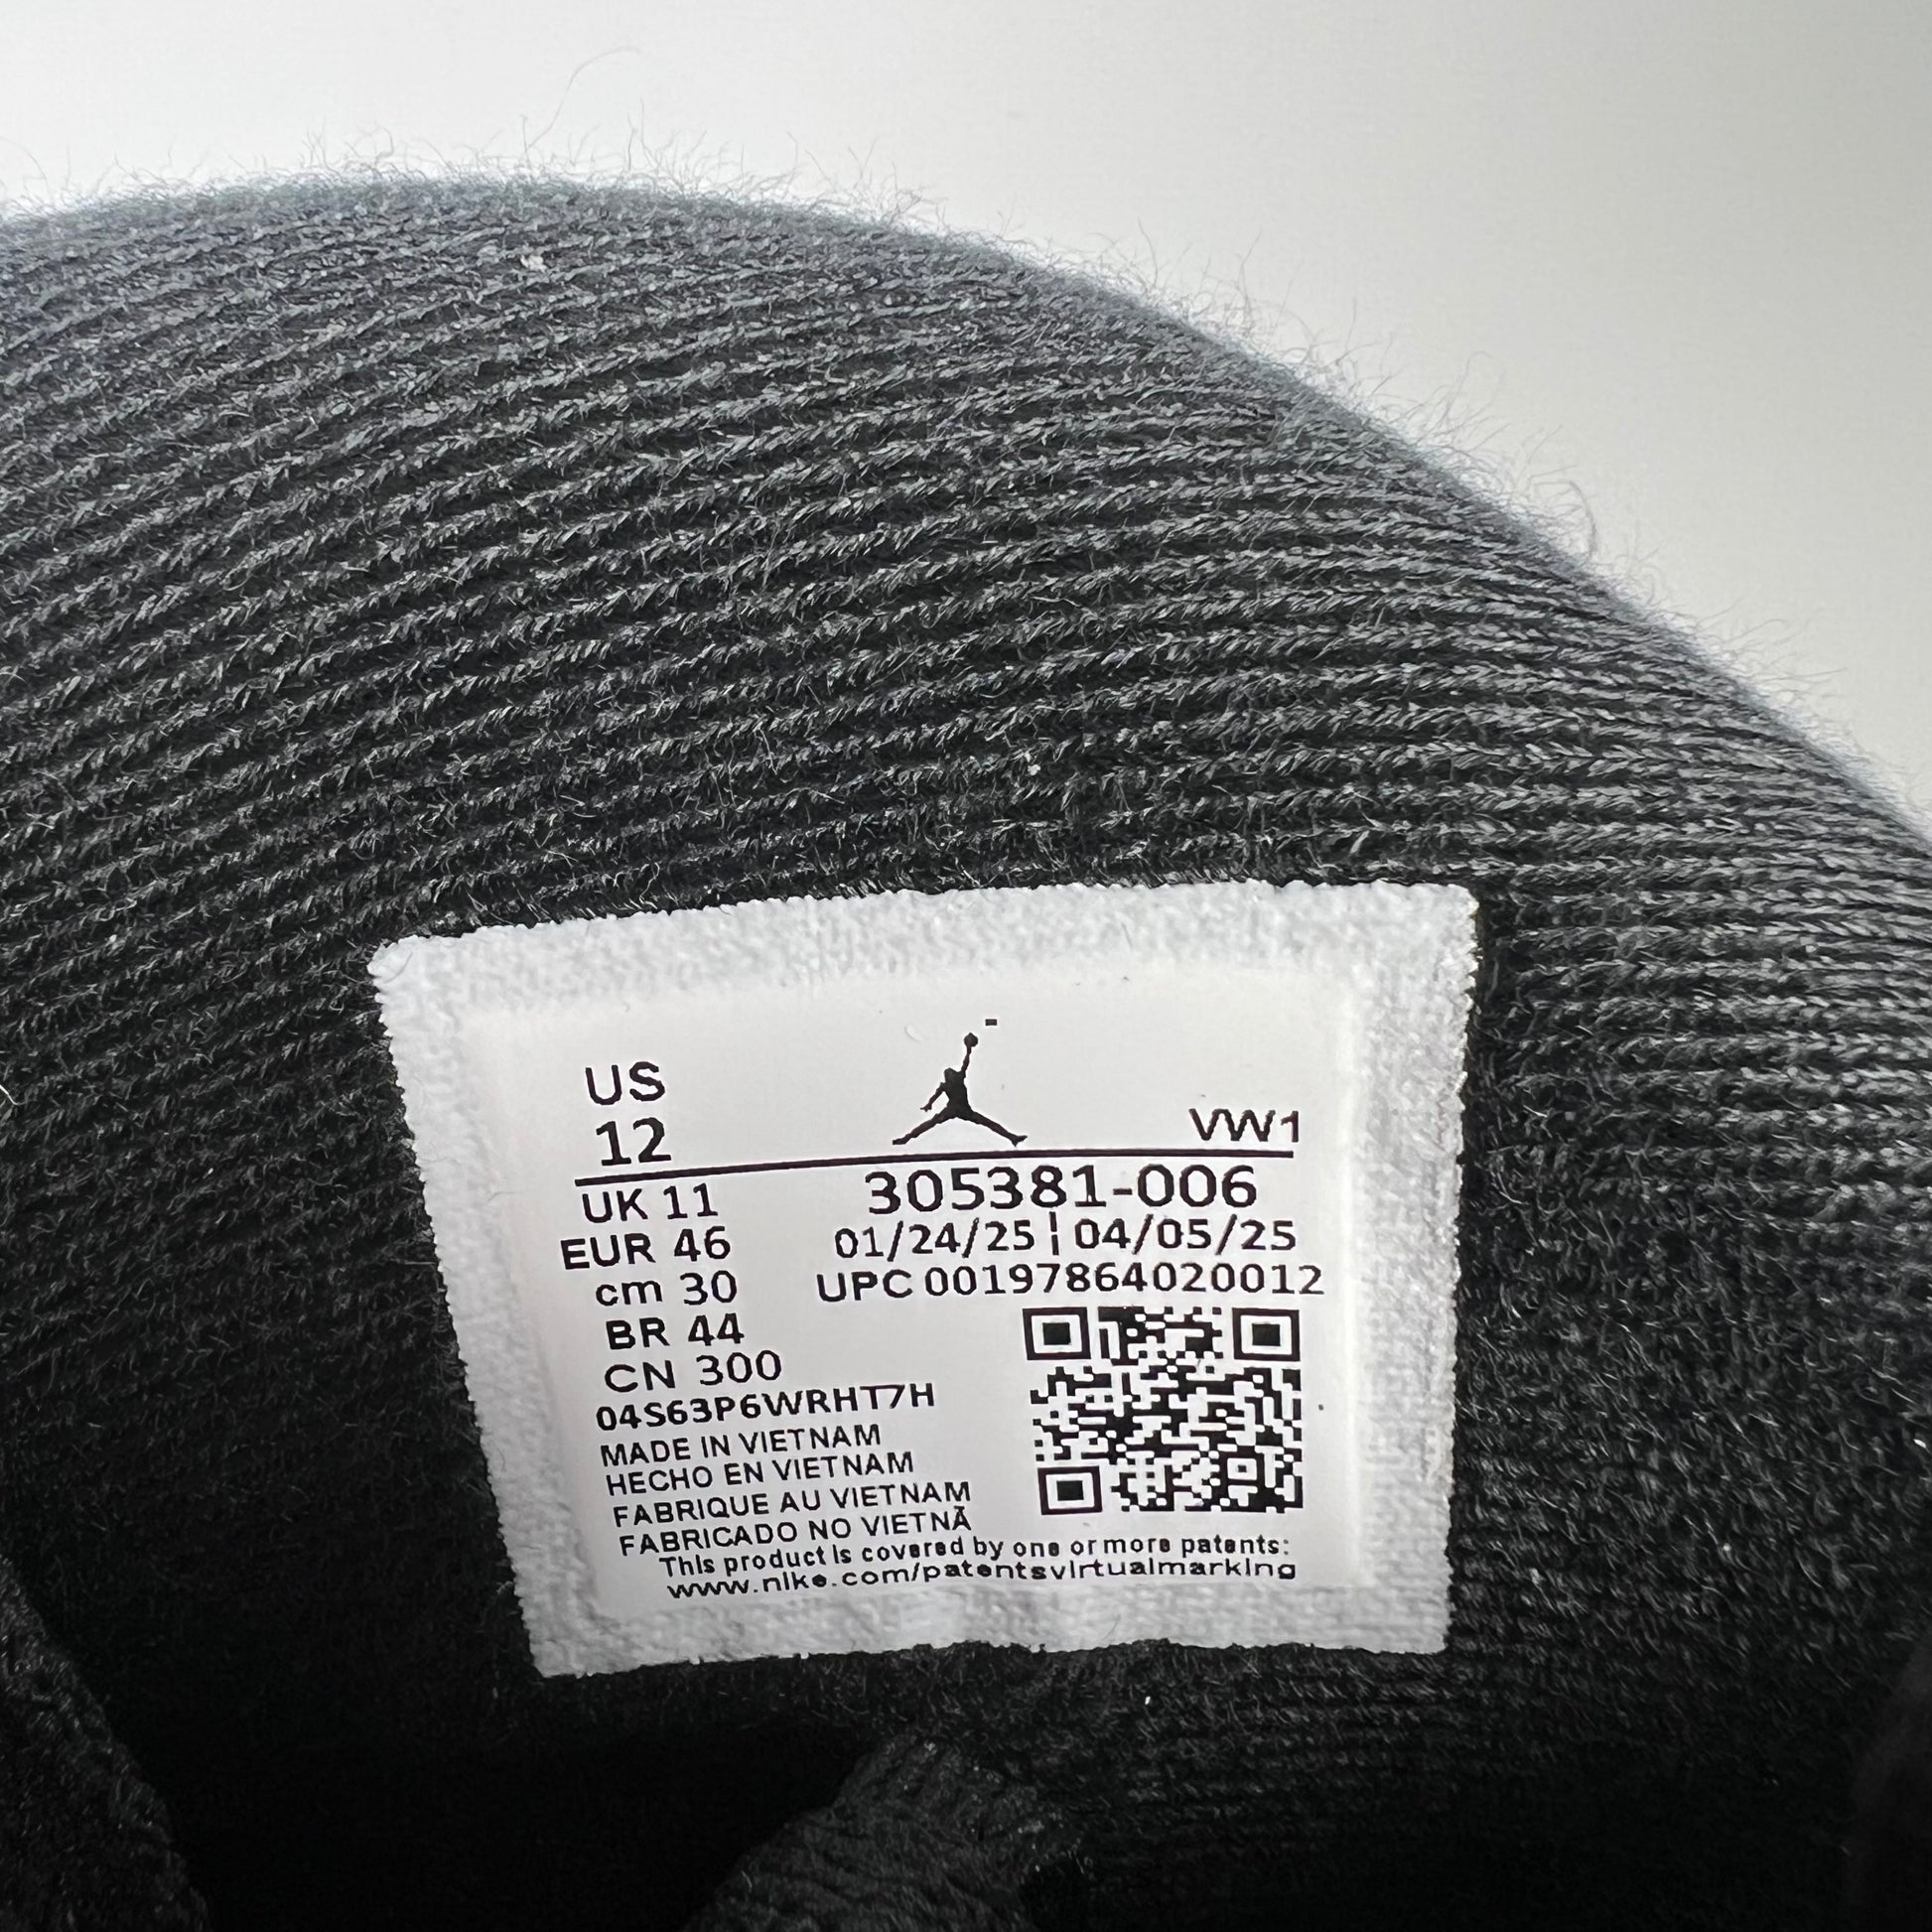 US
12
VW1
UK 11
305381-006
EUR 46
01/24/25 ¦ 04/05/25
cm 30
UPC 00197864020012
BR 44
CN 300
04S63P6WRHT7H
MADE IN VIETNAM
HECHO EN VIETNAM
FABRIQUE AU VIETNAM
FABRICADO NO VIETNÃ
This product is covered by one or more patents:
www.nike.com/patentsvirtualmarking